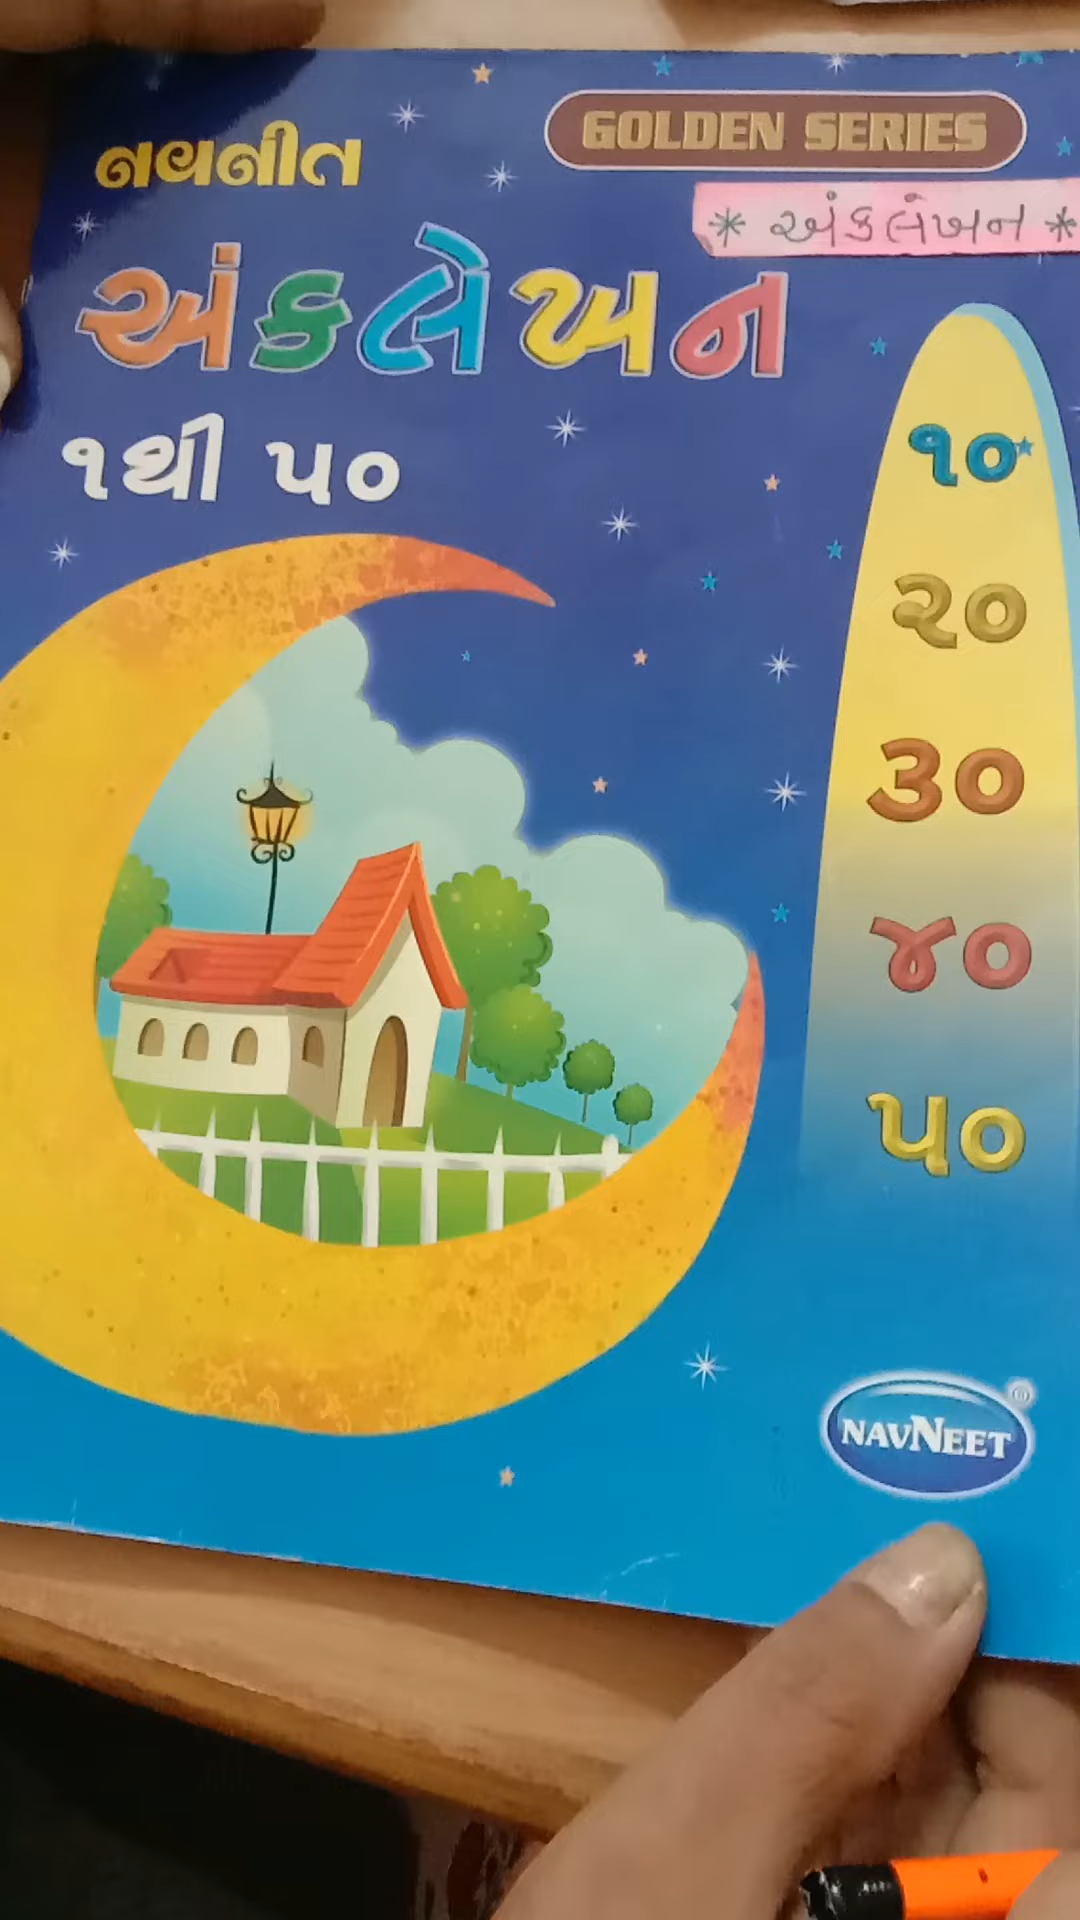 નવનીત
GOLDEN SERIES
* અંકલેખન *
અંકલેખન
૧થી ૫૦
૧૦
૨૦
૩૦
૪૦
૫૦
NAVNEET